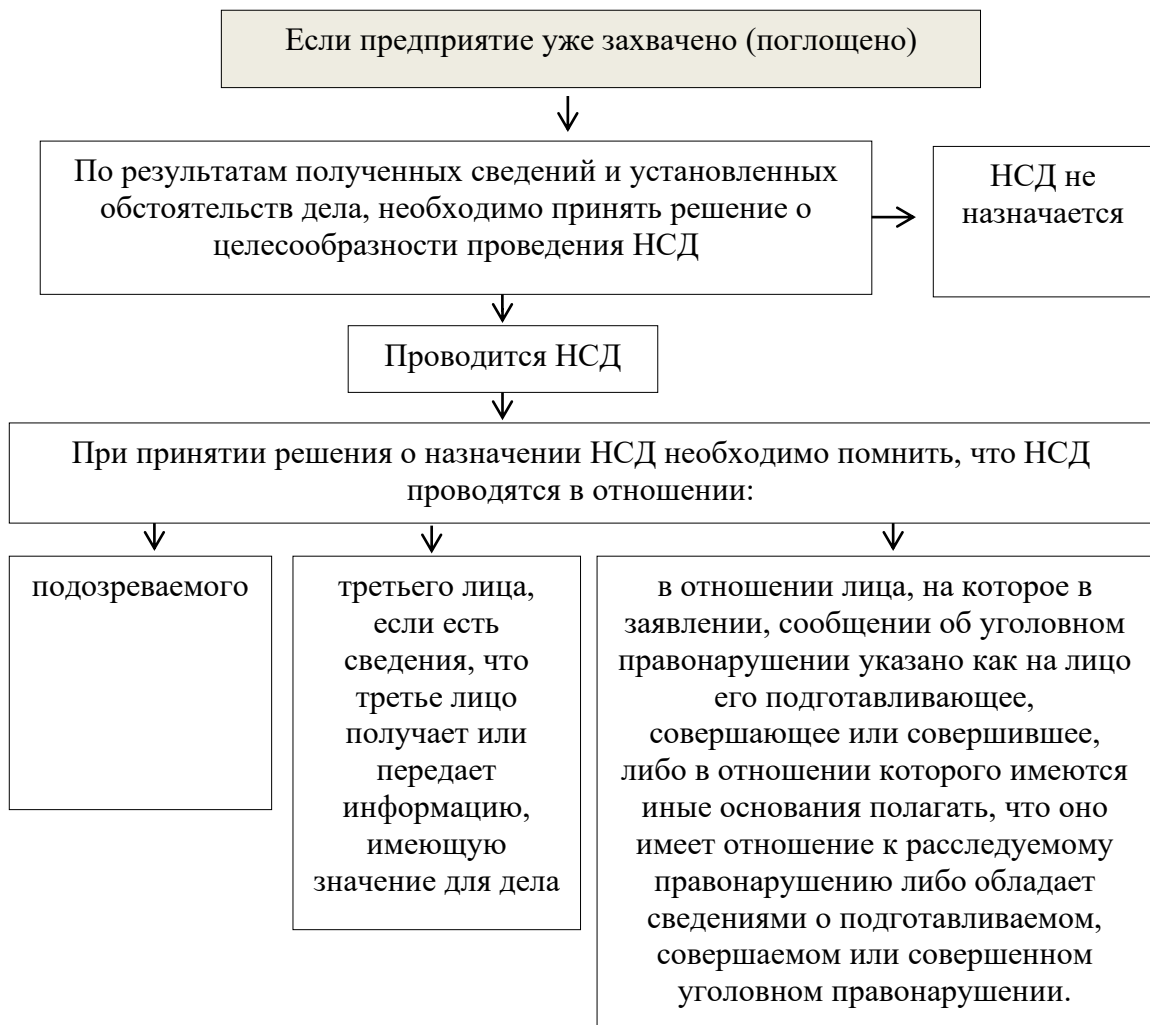 Если предприятие уже захвачено (поглощено)
По результатам полученных сведений и установленных
обстоятельств дела, необходимо принять решение о
целесообразности проведения НСД
НСД не
назначается
Проводится НСД
При принятии решения о назначении НСД необходимо помнить, что НСД
проводятся в отношении:
подозреваемого
третьего лица,
если есть
сведения, что
третье лицо
получает или
передает
информацию,
имеющую
значение для дела
в отношении лица, на которое в
заявлении, сообщении об уголовном
правонарушении указано как на лицо
его подготавливающее,
совершающее или совершившее,
либо в отношении которого имеются
иные основания полагать, что оно
имеет отношение к расследуемому
правонарушению либо обладает
сведениями о подготавливаемом,
совершаемом или совершенном
уголовном правонарушении.